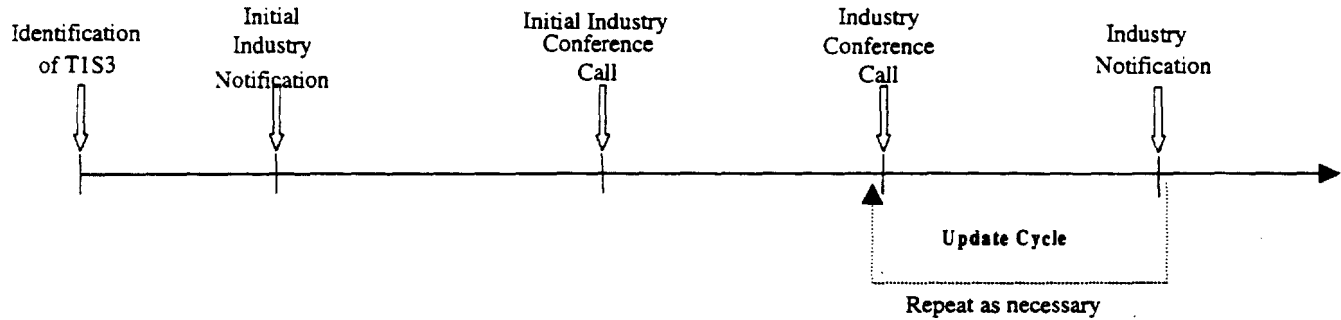 Identification
of T1S3
Initial
Industry
Notification
Initial Industry
Conference
Call
Industry
Conference
Call
Industry
Notification
Update Cycle
Repeat as necessary